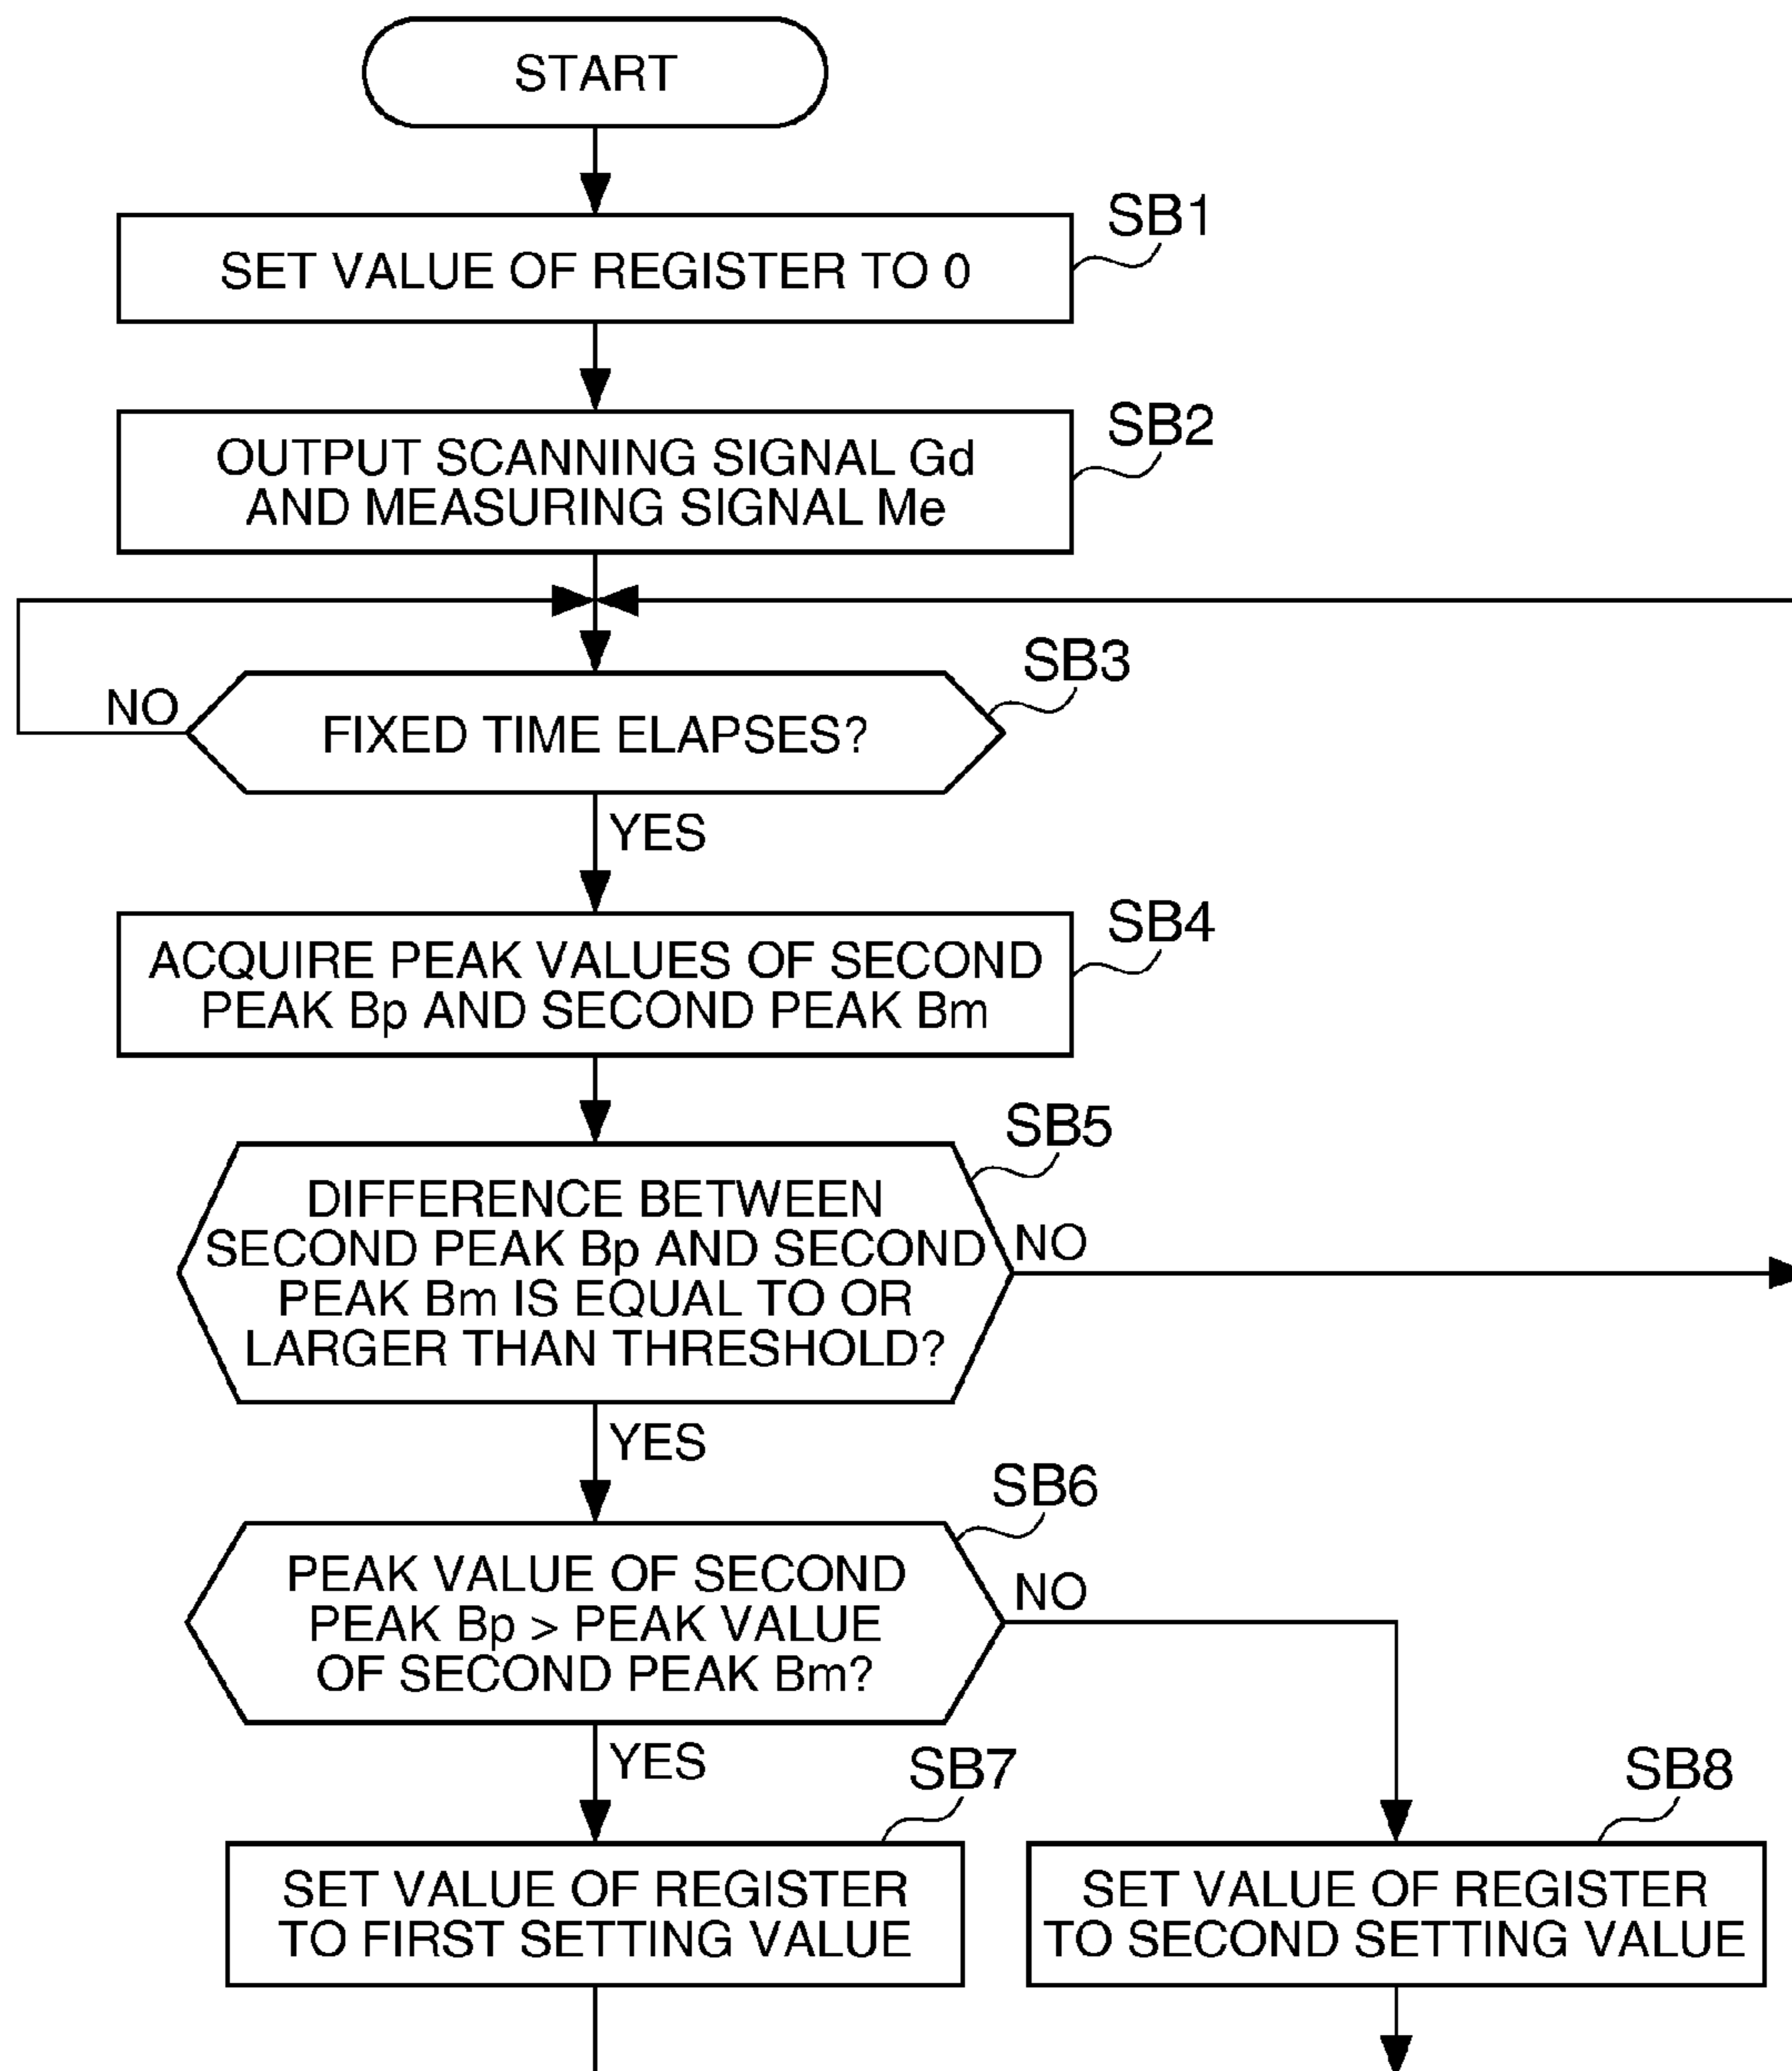 START
SB1
SET VALUE OF REGISTER TO 0
SB2
OUTPUT SCANNING SIGNAL Gd
AND MEASURING SIGNAL Me
SB3
NO
FIXED TIME ELAPSES?
YES
SB4
ACQUIRE PEAK VALUES OF SECOND
PEAK Bp AND SECOND PEAK Bm
SB5
DIFFERENCE BETWEEN
SECOND PEAK Bp AND SECOND
PEAK Bm IS EQUAL TO OR
LARGER THAN THRESHOLD?
NO
YES
SB6
PEAK VALUE OF SECOND
PEAK Bp > PEAK VALUE
OF SECOND PEAK Bm?
NO
YES
SB7
SET VALUE OF REGISTER
TO FIRST SETTING VALUE
SB8
SET VALUE OF REGISTER
TO SECOND SETTING VALUE